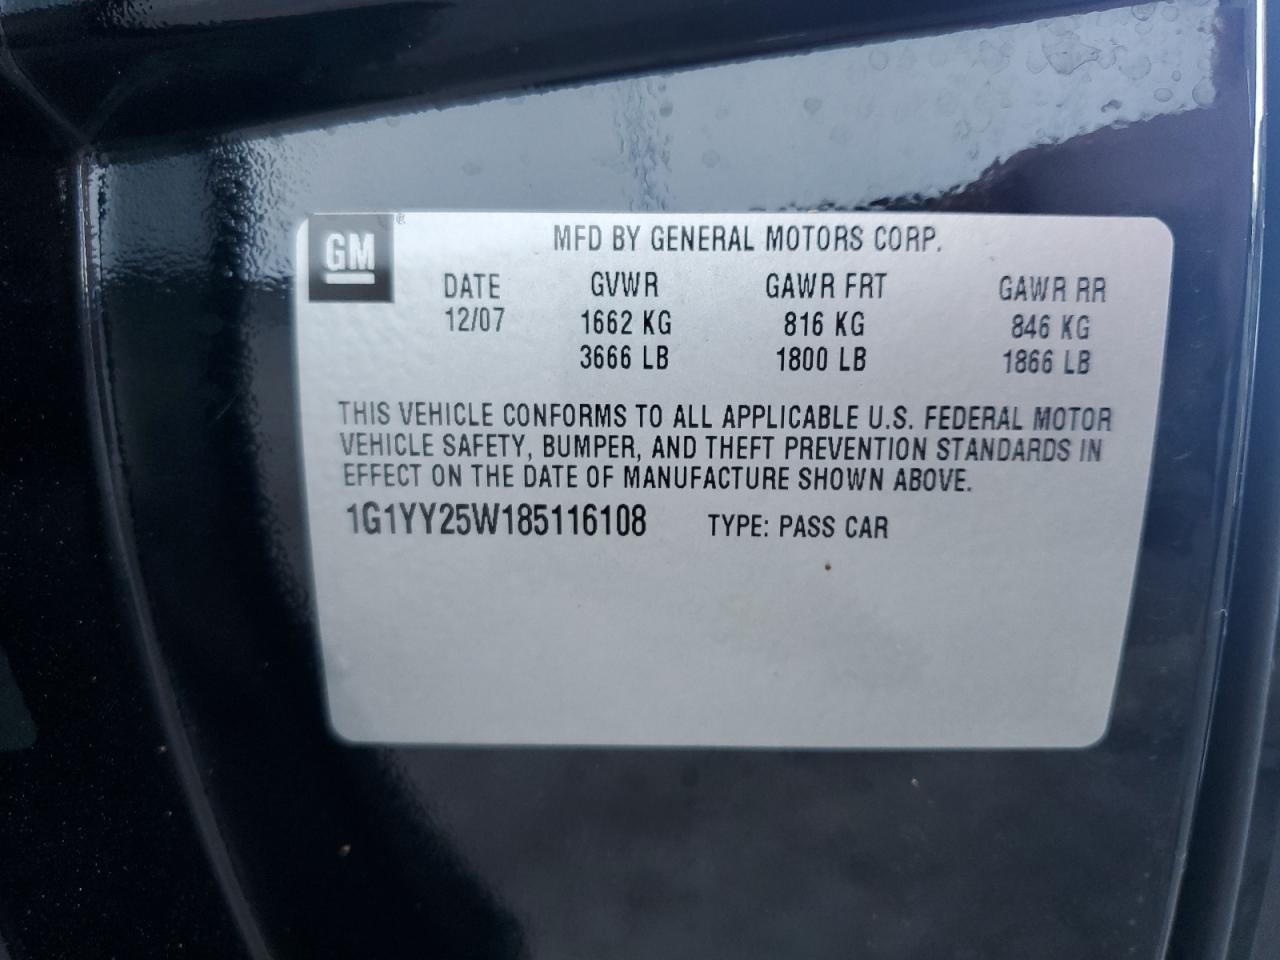 GM ®
MFD BY GENERAL MOTORS CORP.
DATE GVWR GAWR FRT GAWR RR
12/07 1662 KG 816 KG 846 KG
3666 LB 1800 LB 1866 LB
THIS VEHICLE CONFORMS TO ALL APPLICABLE U.S. FEDERAL MOTOR
VEHICLE SAFETY, BUMPER, AND THEFT PREVENTION STANDARDS IN
EFFECT ON THE DATE OF MANUFACTURE SHOWN ABOVE.
1G1YY25W185116108 TYPE: PASS CAR